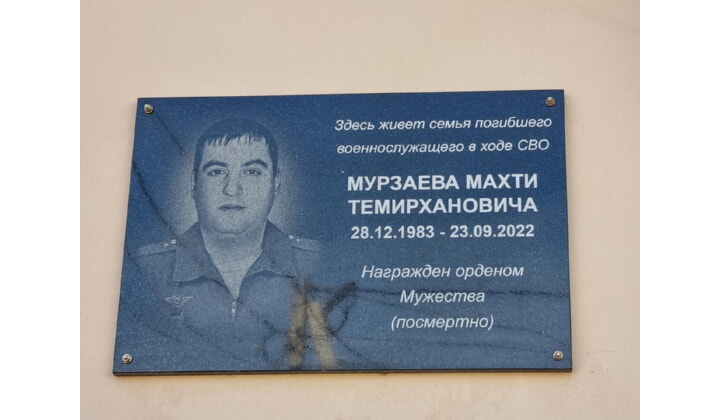 Здесь живет семья погибшего
военнослужащего в ходе СВО
МУРЗАЕВА МАХТИ
ТЕМИРХАНОВИЧА
28.12.1983 - 23.09.2022
Награжден орденом
Мужества
(посмертно)